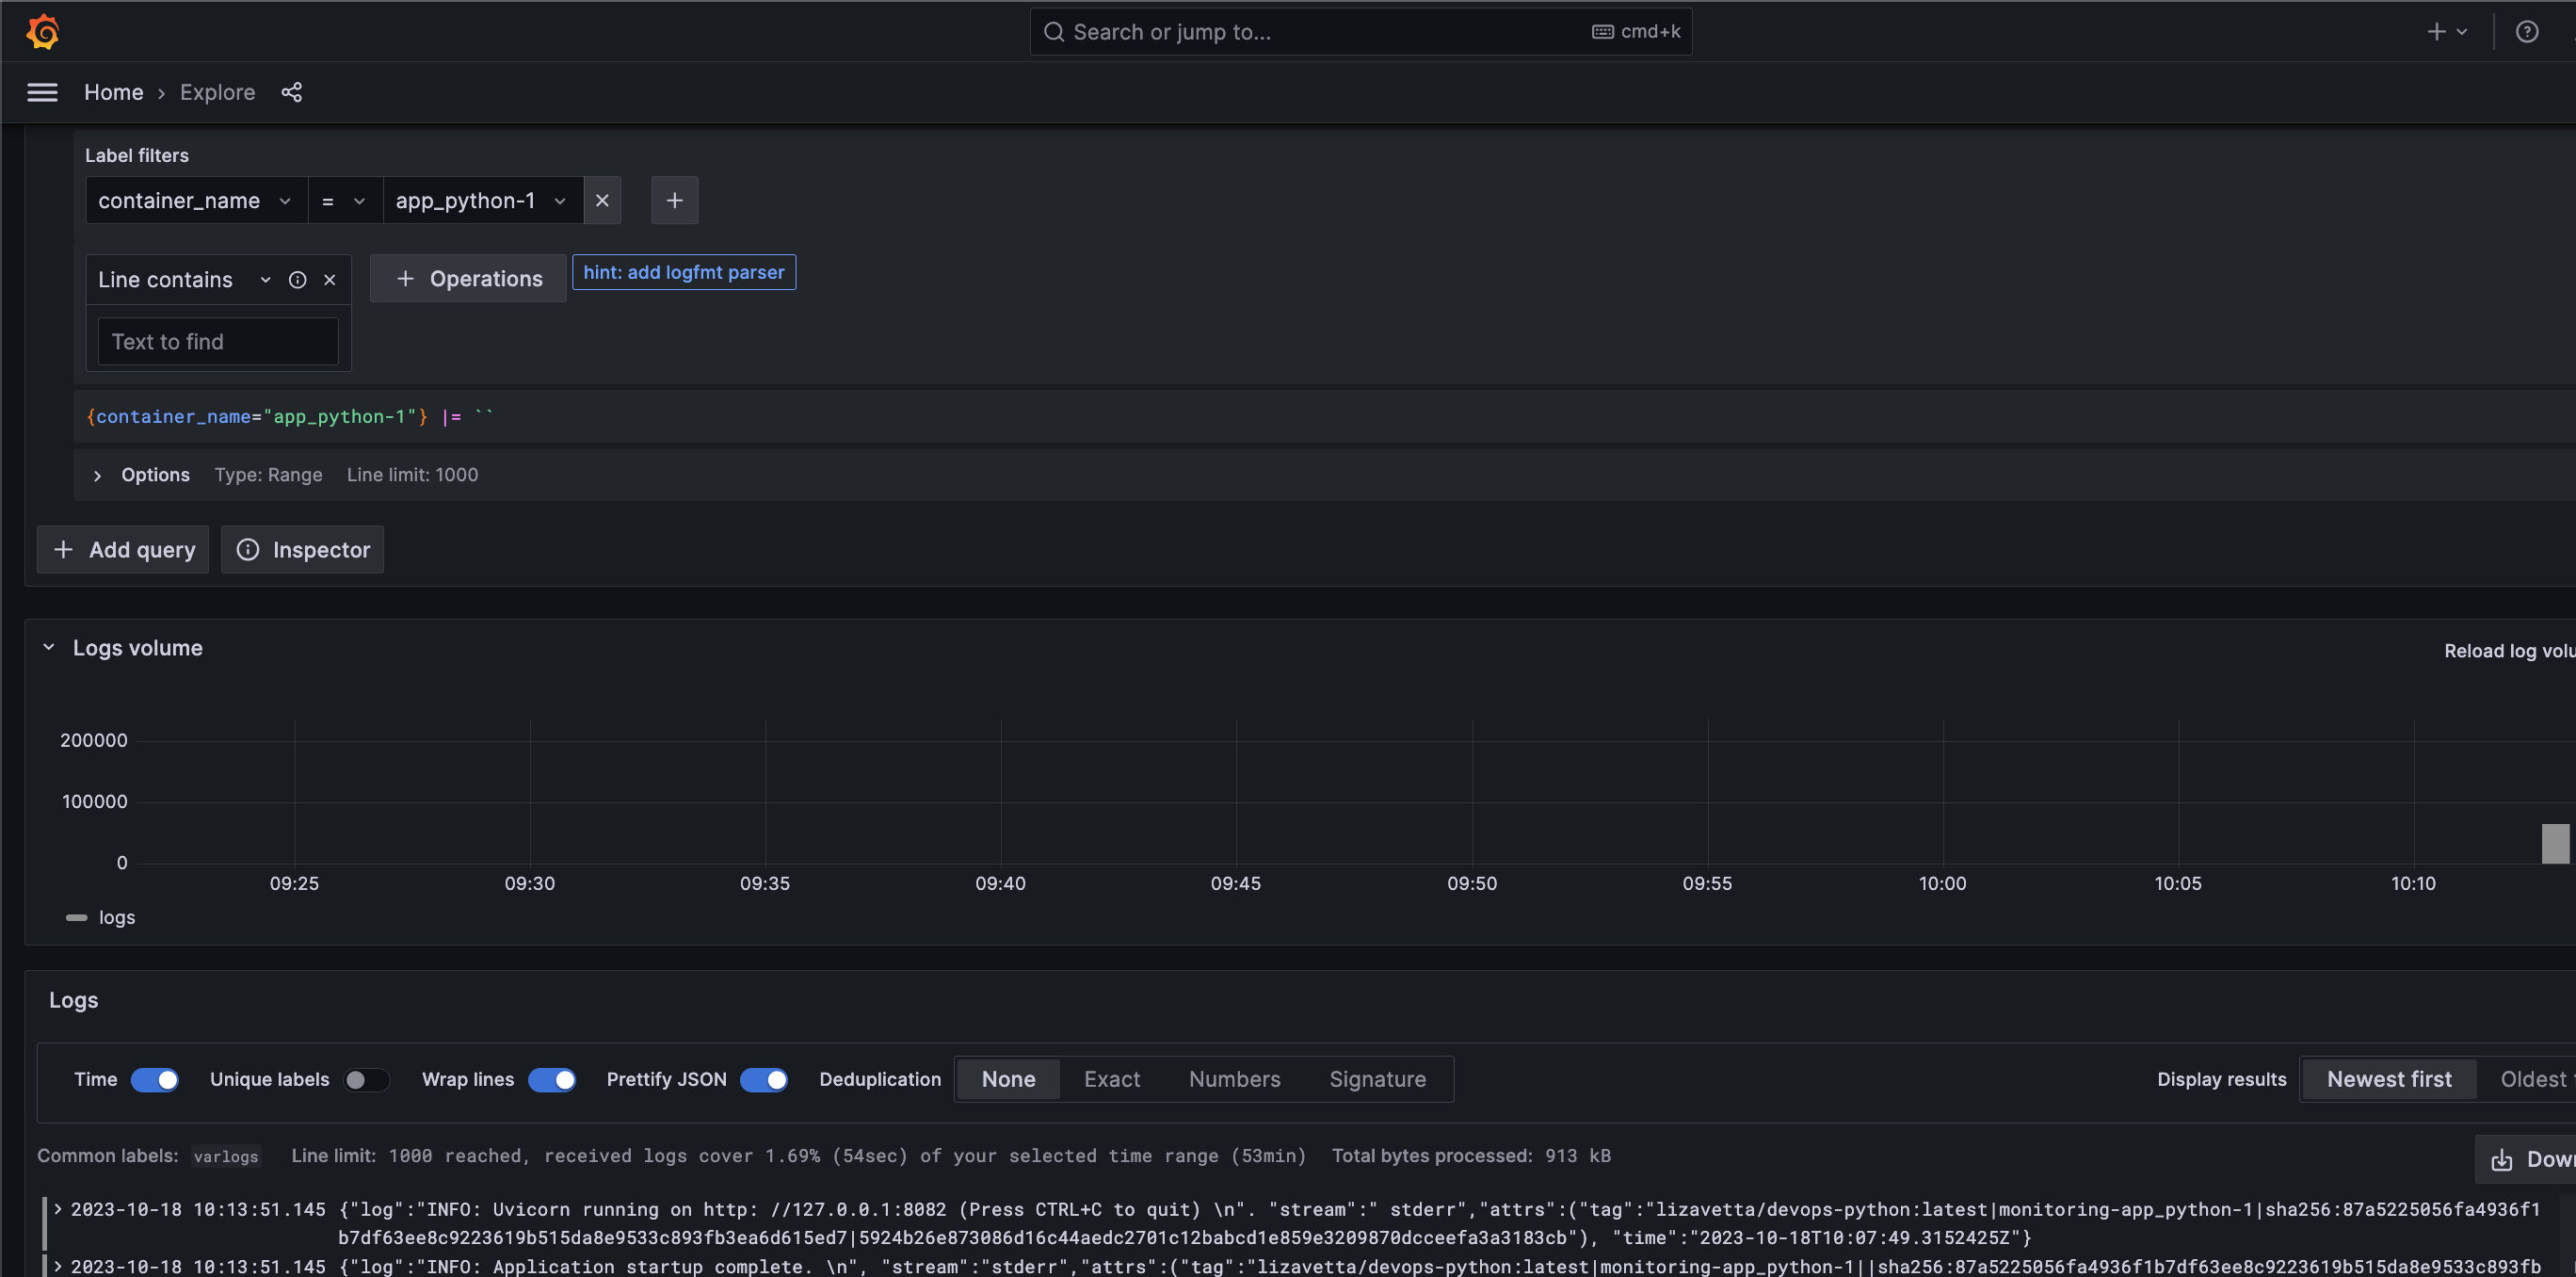 Search or jump to...
cmd+k
Home › Explore
Label filters
container_name = app_python-1
Line contains
Operations
hint: add logfmt parser
Text to find
{container_name="app_python-1"} |= ``
Options Type: Range Line limit: 1000
Add query
Inspector
Logs volume
Reload log volu
200000
100000
0
09:25 09:30 09:35 09:40 09:45 09:50 09:55 10:00 10:05 10:10
logs
Logs
Time Unique labels Wrap lines Prettify JSON Deduplication None Exact Numbers Signature Display results Newest first Oldest
Common labels: varlogs Line limit: 1000 reached, received logs cover 1.69% (54sec) of your selected time range (53min) Total bytes processed: 913 kB
Down
2023-10-18 10:13:51.145 {"log":"INFO: Uvicorn running on http: //127.0.0.1:8082 (Press CTRL+C to quit) \n". "stream":" stderr","attrs":("tag":"lizavetta/devops-python:latest|monitoring-app_python-1|sha256:87a5225056fa4936f1
b7df63ee8c9223619b515da8e9533c893fb3ea6d615ed7|5924b26e873086d16c44aedc2701c12babcd1e859e3209870dcceefa3a3183cb"), "time":"2023-10-18T10:07:49.3152425Z"}
2023-10-18 10:13:51.145 {"log":"INFO: Application startup complete. \n", "stream":"stderr","attrs":("tag":"lizavetta/devops-python:latest|monitoring-app_python-1||sha256:87a5225056fa4936f1b7df63ee8c9223619b515da8e9533c893fb